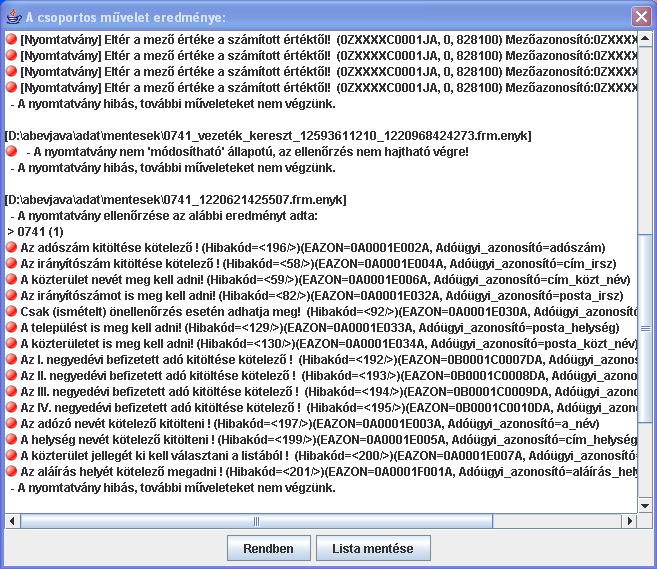 A csoportos művelet eredménye:
[Nyomtatvány] Eltér a mező értéke a számított értéktől! (0ZXXXXC0001JA, 0, 828100) Mezőazonosító:0ZXXXX
[Nyomtatvány] Eltér a mező értéke a számított értéktől! (0ZXXXXC0001JA, 0, 828100) Mezőazonosító:0ZXXXX
[Nyomtatvány] Eltér a mező értéke a számított értéktől! (0ZXXXXC0001JA, 0, 828100) Mezőazonosító:0ZXXXX
[Nyomtatvány] Eltér a mező értéke a számított értéktől! (0ZXXXXC0001JA, 0, 828100) Mezőazonosító:0ZXXXX
- A nyomtatvány hibás, további műveleteket nem végzünk.
[D:\abevjava\adat\mentesek\0741_vezeték_kereszt_12593611210_1220968424273.frm.enyk]
- A nyomtatvány nem 'módosítható' állapotú, az ellenőrzés nem hajtható végre!
- A nyomtatvány hibás, további műveleteket nem végzünk.
[D:\abevjava\adat\mentesek\0741_1220621425507.frm.enyk]
- A nyomtatvány ellenőrzése az alábbi eredményt adta:
> 0741 (1)
Az adószám kitöltése kötelező ! (Hibakód=<196/>)(EAZON=0A0001E002A, Adóügyi_azonosító=adószám)
Az irányítószám kitöltése kötelező ! (Hibakód=<58/>)(EAZON=0A0001E004A, Adóügyi_azonosító=cím_irsz)
A közterület nevét meg kell adni! (Hibakód=<59/>)(EAZON=0A0001E006A, Adóügyi_azonosító=cím_közt_név)
Az irányítószámot is meg kell adni! (Hibakód=<82/>)(EAZON=0A0001E032A, Adóügyi_azonosító=posta_irsz)
Csak (ismételt) önellenőrzés esetén adhatja meg! (Hibakód=<92/>)(EAZON=0A0001E030A, Adóügyi_azonosító=
A települést is meg kell adni! (Hibakód=<129/>)(EAZON=0A0001E033A, Adóügyi_azonosító=posta_helység)
A közterületet is meg kell adni! (Hibakód=<130/>)(EAZON=0A0001E034A, Adóügyi_azonosító=posta_közt_név)
Az I. negyedévi befizetett adó kitöltése kötelező ! (Hibakód=<192/>)(EAZON=0B0001C0007DA, Adóügyi_azonos
Az II. negyedévi befizetett adó kitöltése kötelező ! (Hibakód=<193/>)(EAZON=0B0001C0008DA, Adóügyi_azono
Az III. negyedévi befizetett adó kitöltése kötelező ! (Hibakód=<194/>)(EAZON=0B0001C0009DA, Adóügyi_azono
Az IV. negyedévi befizetett adó kitöltése kötelező ! (Hibakód=<195/>)(EAZON=0B0001C0010DA, Adóügyi_azono
Az adózó nevét kötelező kitölteni ! (Hibakód=<197/>)(EAZON=0A0001E003A, Adóügyi_azonosító=a_név)
A helység nevét kötelező kitölteni ! (Hibakód=<199/>)(EAZON=0A0001E005A, Adóügyi_azonosító=cím_helység
A közterület jellegét ki kell választani a listából ! (Hibakód=<200/>)(EAZON=0A0001E007A, Adóügyi_azonosító=
Az aláírás helyét kötelező megadni ! (Hibakód=<201/>)(EAZON=0A0001F001A, Adóügyi_azonosító=aláírás_hely
- A nyomtatvány hibás, további műveleteket nem végzünk.
Rendben Lista mentése